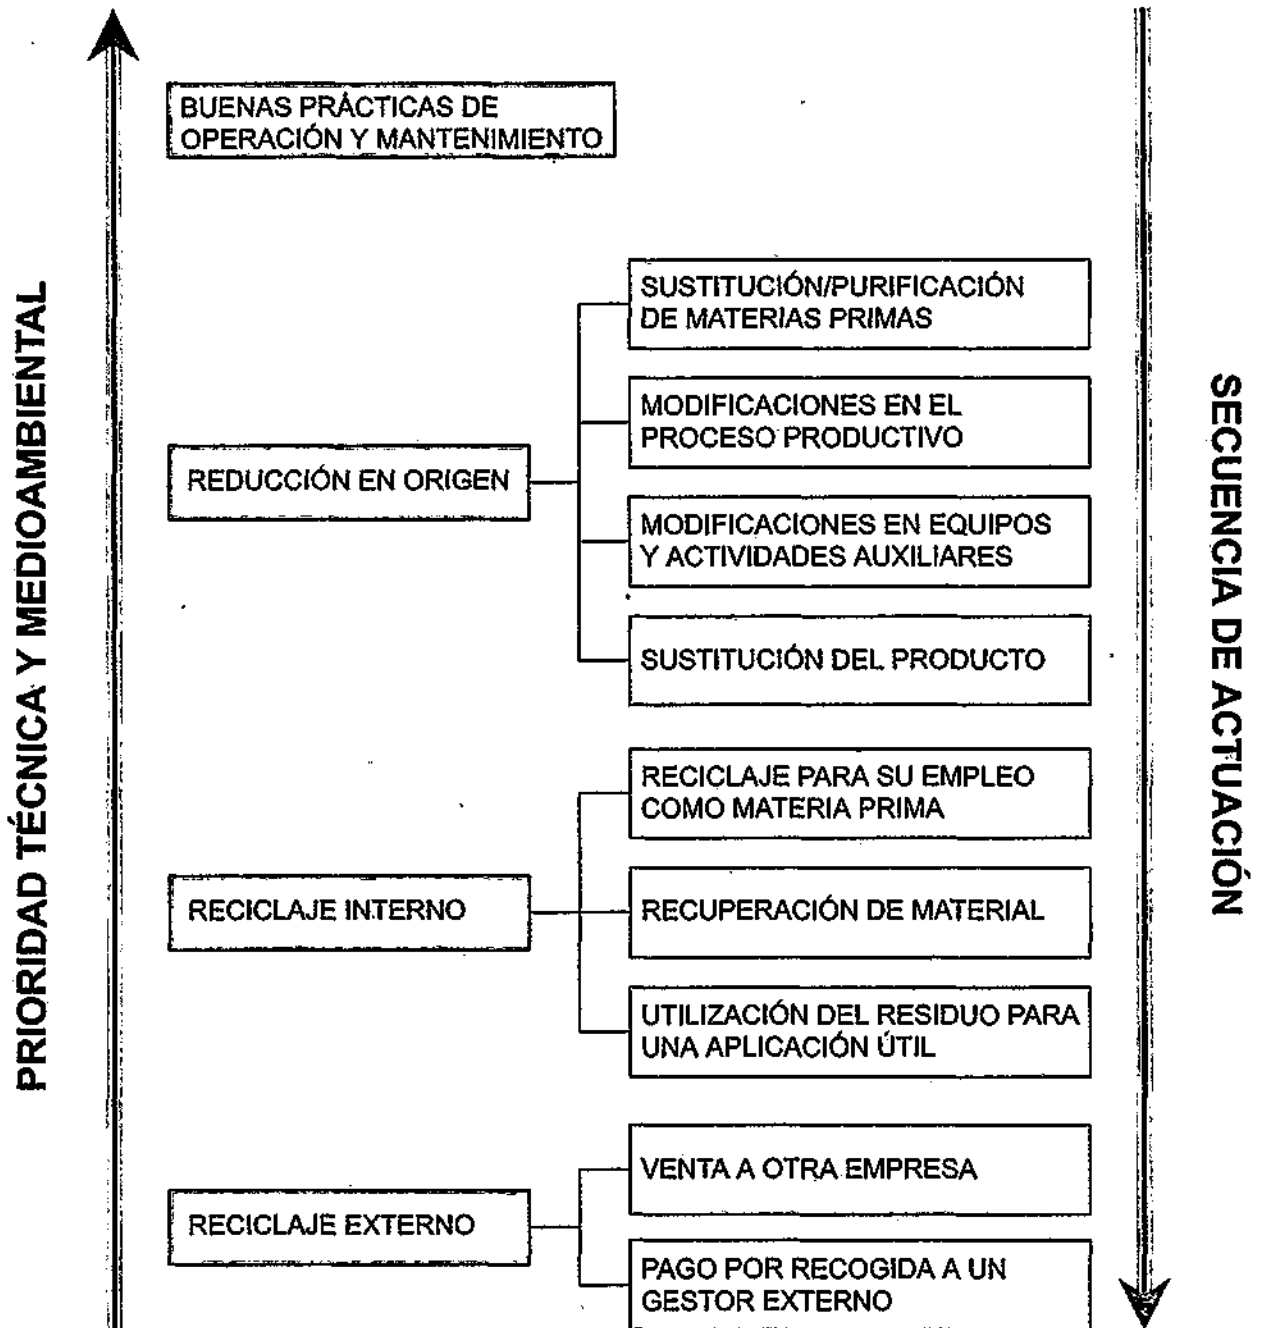 BUENAS PRÁCTICAS DE
OPERACIÓN Y MANTENIMIENTO
SUSTITUCIÓN/PURIFICACIÓN
DE MATERIAS PRIMAS
MODIFICACIONES EN EL
PROCESO PRODUCTIVO
REDUCCIÓN EN ORIGEN
MODIFICACIONES EN EQUIPOS
Y ACTIVIDADES AUXILIARES
SUSTITUCIÓN DEL PRODUCTO
RECICLAJE PARA SU EMPLEO
COMO MATERIA PRIMA
RECICLAJE INTERNO
RECUPERACIÓN DE MATERIAL
UTILIZACIÓN DEL RESIDUO PARA
UNA APLICACIÓN ÚTIL
VENTA A OTRA EMPRESA
RECICLAJE EXTERNO
PAGO POR RECOGIDA A UN
GESTOR EXTERNO
PRIORIDAD TÉCNICA Y MEDIOAMBIENTAL
SECUENCIA DE ACTUACIÓN